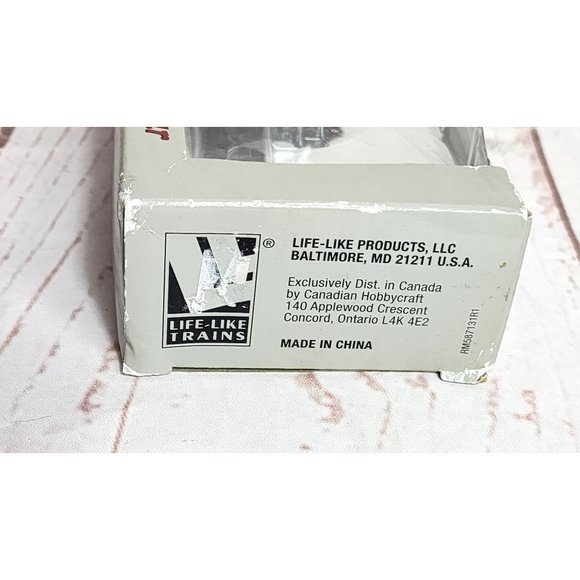 LIFE-LIKE
TRAINS
®
LIFE-LIKE PRODUCTS, LLC
BALTIMORE, MD 21211 U.S.A.
Exclusively Dist. in Canada
by Canadian Hobbycraft
140 Applewood Crescent
Concord, Ontario L4K 4E2
MADE IN CHINA
RM587131R1